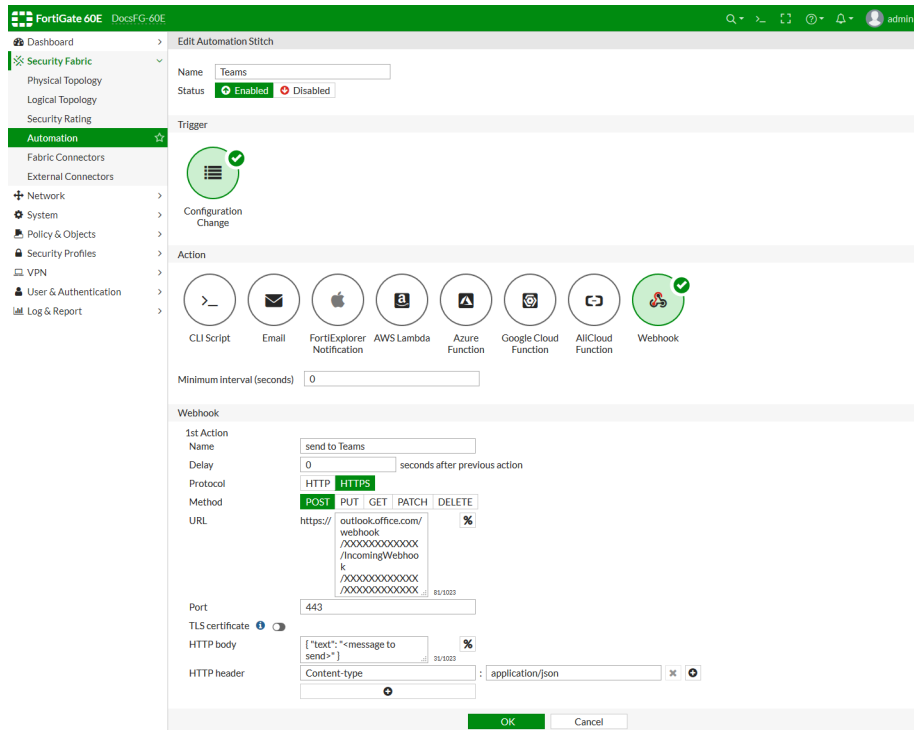 FortiGate 60E DocsFG-60E
admin
Dashboard
Security Fabric
Physical Topology
Logical Topology
Security Rating
Automation
Fabric Connectors
External Connectors
Network
System
Policy & Objects
Security Profiles
VPN
User & Authentication
Log & Report
Edit Automation Stitch
Name Teams
Status Enabled Disabled
Trigger
Configuration
Change
Action
CLI Script Email FortiExplorer AWS Lambda Azure Google Cloud AliCloud Webhook
Notification Function Function Function
Minimum interval (seconds) 0
Webhook
1st Action
Name send to Teams
Delay 0 seconds after previous action
Protocol HTTP HTTPS
Method POST PUT GET PATCH DELETE
URL https:// outlook.office.com/ %
webhook
/XXXXXXXXXXXX
/IncomingWebhoo
k
/XXXXXXXXXXXX
/XXXXXXXXXXXX 81/1023
Port 443
TLS certificate
HTTP body { "text": "<message to %
send>" } 31/1023
HTTP header Content-type : application/json
OK Cancel